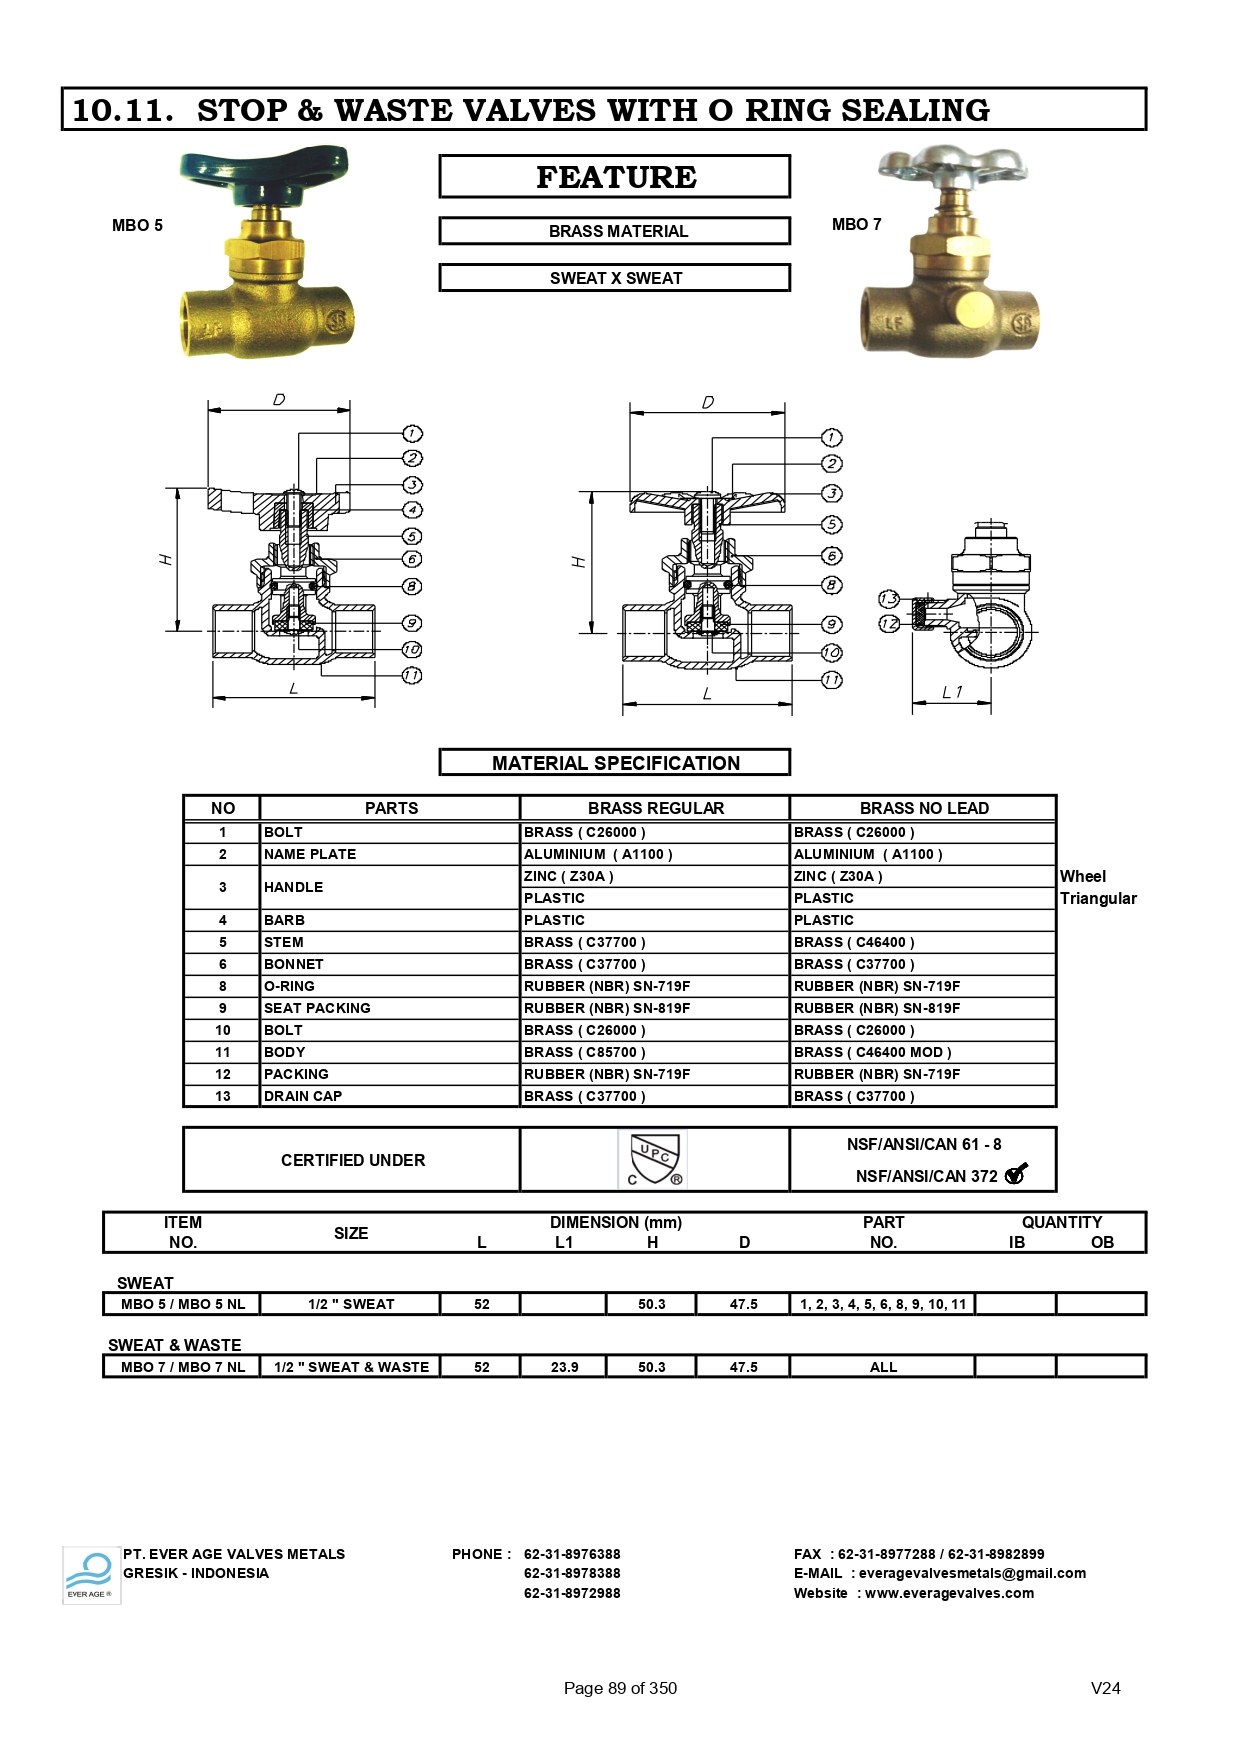 10.11. STOP & WASTE VALVES WITH O RING SEALING
FEATURE
MBO 5
BRASS MATERIAL
MBO 7
SWEAT X SWEAT
LF
LF
D
1
2
3
4
5
6
8
9
10
11
H
L
D
1
2
3
5
6
8
9
10
11
H
L
13
12
L1
MATERIAL SPECIFICATION
NO PARTS BRASS REGULAR BRASS NO LEAD
1 BOLT BRASS ( C26000 ) BRASS ( C26000 )
2 NAME PLATE ALUMINIUM ( A1100 ) ALUMINIUM ( A1100 )
3 HANDLE ZINC ( Z30A ) ZINC ( Z30A ) Wheel
PLASTIC PLASTIC Triangular
4 BARB PLASTIC PLASTIC
5 STEM BRASS ( C37700 ) BRASS ( C46400 )
6 BONNET BRASS ( C37700 ) BRASS ( C37700 )
8 O-RING RUBBER (NBR) SN-719F RUBBER (NBR) SN-719F
9 SEAT PACKING RUBBER (NBR) SN-819F RUBBER (NBR) SN-819F
10 BOLT BRASS ( C26000 ) BRASS ( C26000 )
11 BODY BRASS ( C85700 ) BRASS ( C46400 MOD )
12 PACKING RUBBER (NBR) SN-719F RUBBER (NBR) SN-719F
13 DRAIN CAP BRASS ( C37700 ) BRASS ( C37700 )
CERTIFIED UNDER
UPC
C ®
NSF/ANSI/CAN 61 - 8
NSF/ANSI/CAN 372
ITEM SIZE DIMENSION (mm) PART QUANTITY
NO. L L1 H D NO. IB OB
SWEAT
MBO 5 / MBO 5 NL 1/2 " SWEAT 52 50.3 47.5 1, 2, 3, 4, 5, 6, 8, 9, 10, 11
SWEAT & WASTE
MBO 7 / MBO 7 NL 1/2 " SWEAT & WASTE 52 23.9 50.3 47.5 ALL
EVER AGE ®
PT. EVER AGE VALVES METALS PHONE : 62-31-8976388 FAX : 62-31-8977288 / 62-31-8982899
GRESIK - INDONESIA 62-31-8978388 E-MAIL : everagevalvesmetals@gmail.com
62-31-8972988 Website : www.everagevalves.com
Page 89 of 350 V24